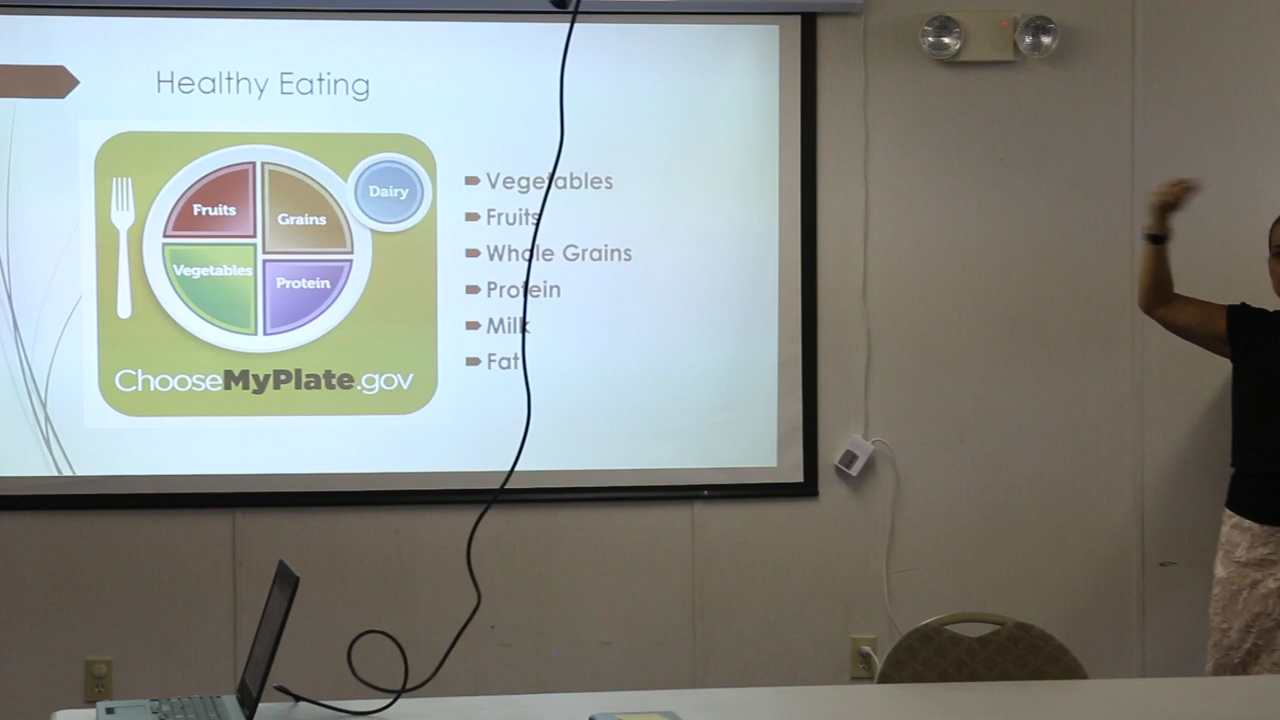 Healthy Eating
Fruits
Grains
Dairy
Vegetables
Protein
ChooseMyPlate.gov
Vegetables
Fruits
Whole Grains
Protein
Milk
Fat